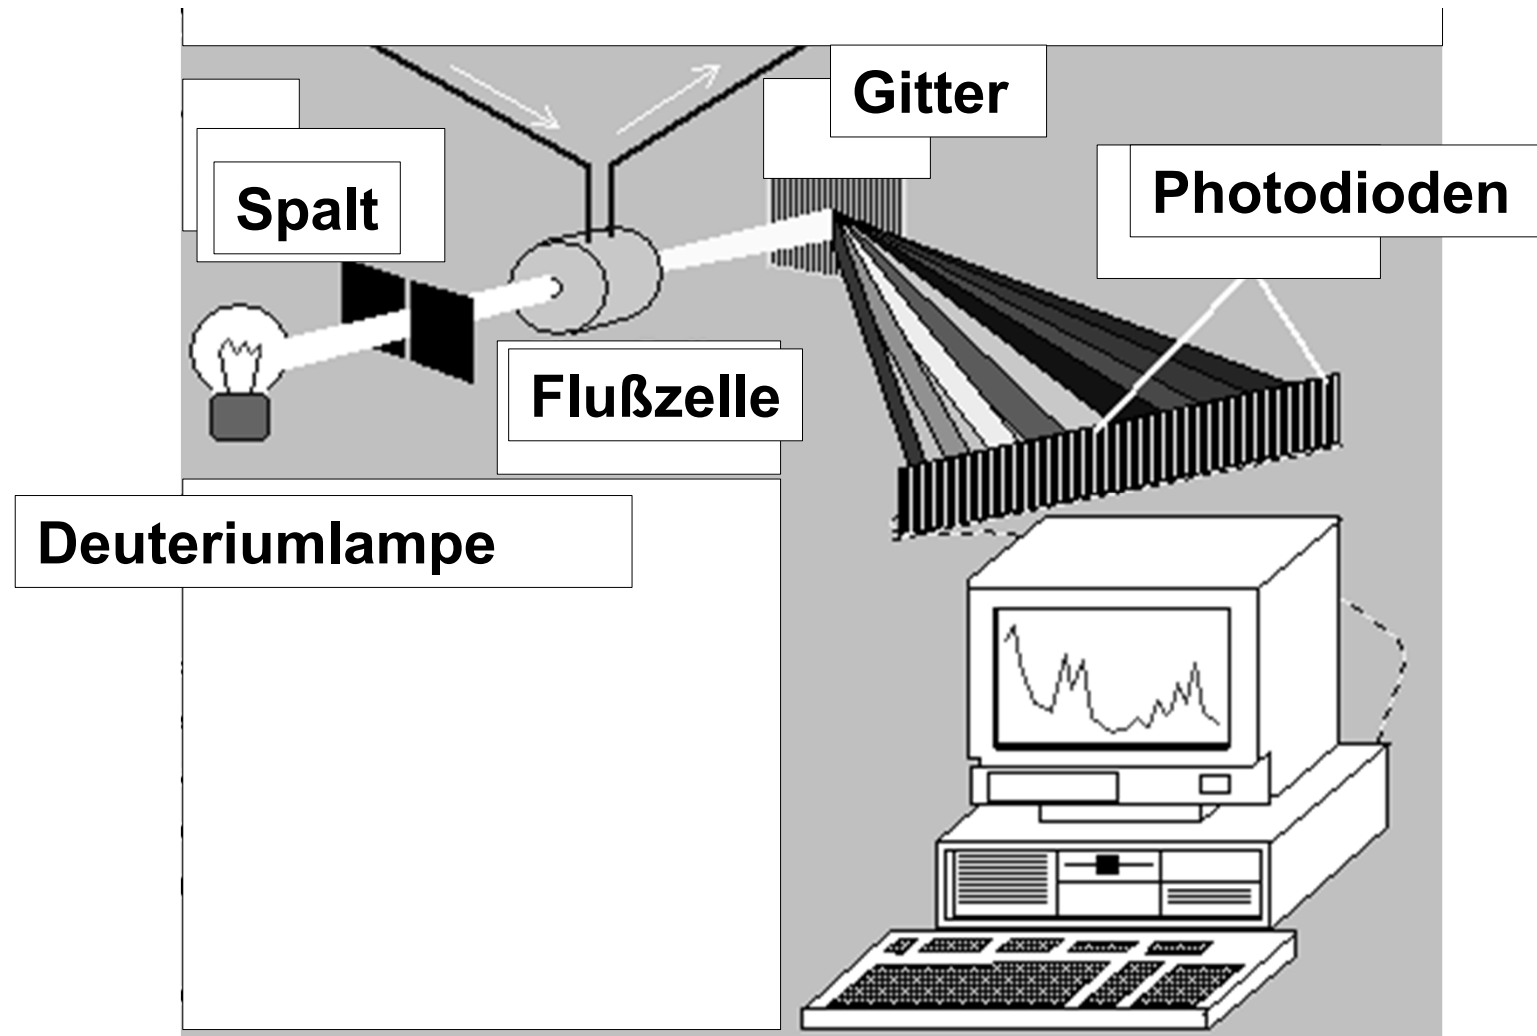 Gitter
Photodioden
Spalt
Flußzelle
Deuteriumlampe